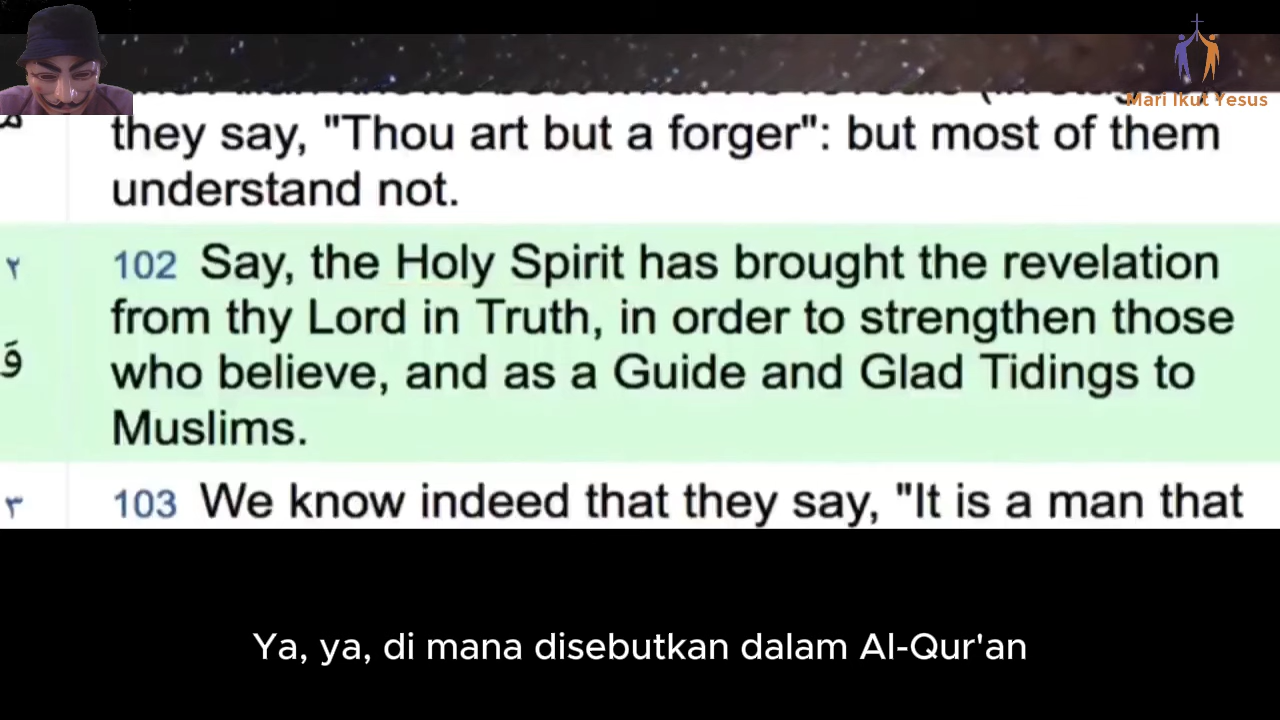 Mari Ikut Yesus
they say, "Thou art but a forger": but most of them
understand not.
٢ 102 Say, the Holy Spirit has brought the revelation
from thy Lord in Truth, in order to strengthen those
who believe, and as a Guide and Glad Tidings to
Muslims.
٣ 103 We know indeed that they say, "It is a man that
Ya, ya, di mana disebutkan dalam Al-Qur'an